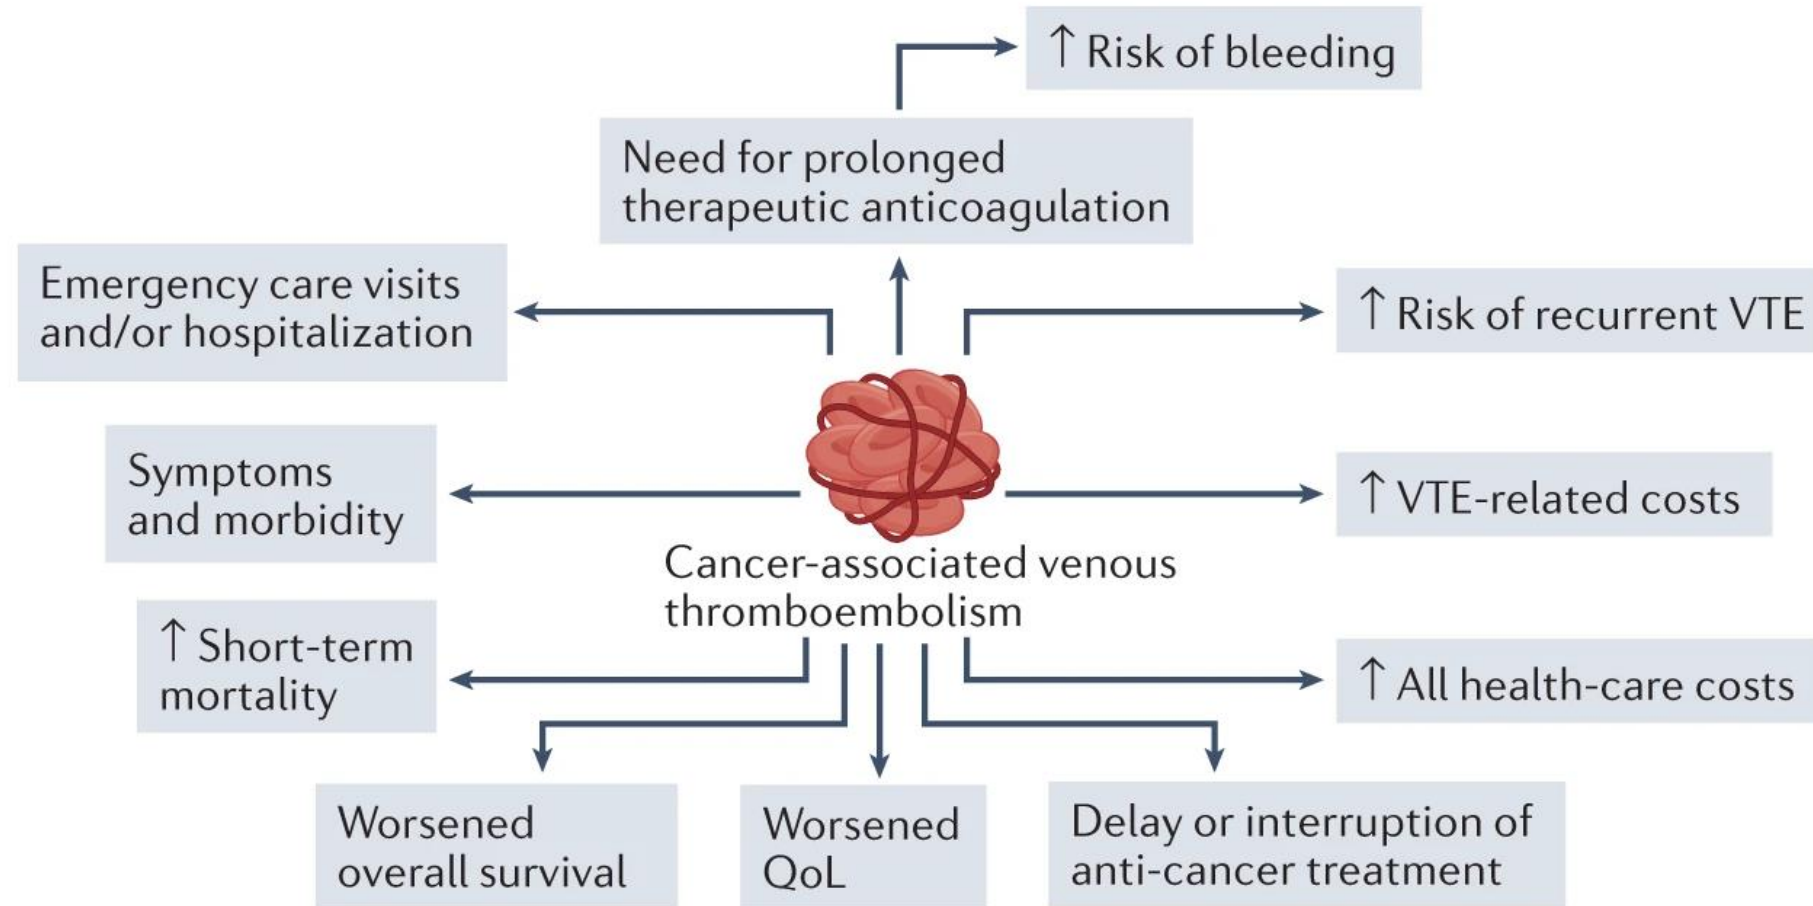 ↑ Risk of bleeding
Need for prolonged
therapeutic anticoagulation
Emergency care visits
and/or hospitalization
↑ Risk of recurrent VTE
Symptoms
and morbidity
↑ VTE-related costs
Cancer-associated venous
thromboembolism
↑ Short-term
mortality
↑ All health-care costs
Worsened
overall survival
Worsened
QoL
Delay or interruption of
anti-cancer treatment